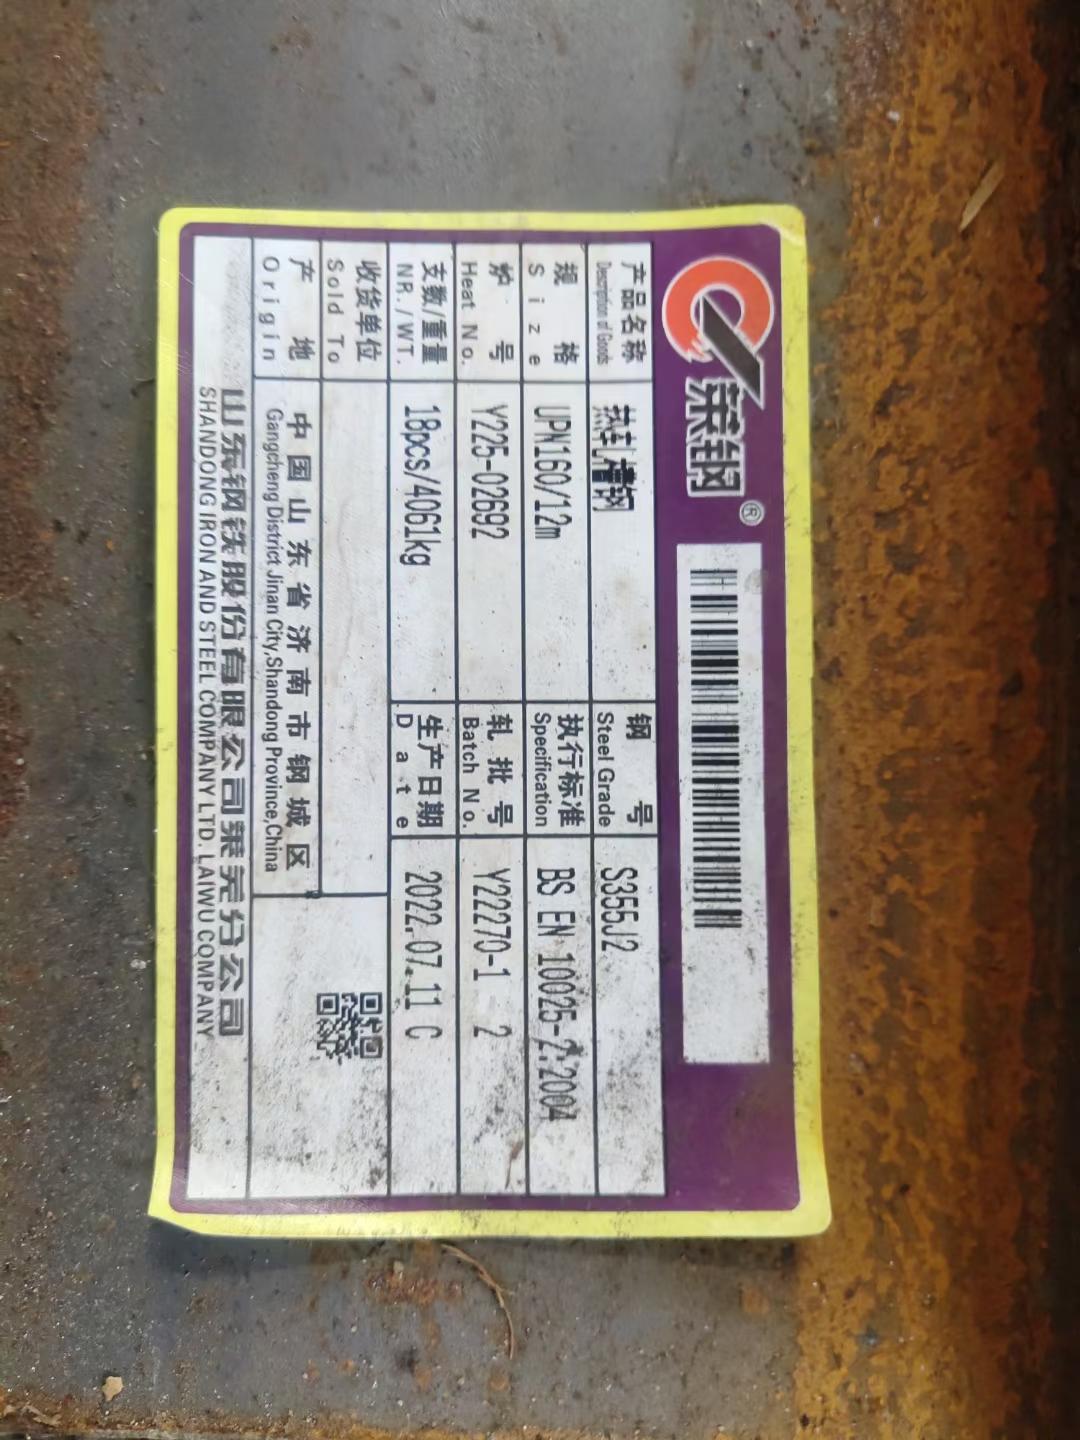 莱钢®
产品名称 热轧槽钢 钢号 S355J2
Description of Goods Steel Grade
规格 UPN160/12m 执行标准 BS EN 10025-2:2004
Size Specification
炉号 Y225-02692 轧批号 Y22270-1 2
Heat No. Batch No.
支数/重量 18pcs/4061kg 生产日期 2022.07.11 C
NR./WT. Date
收货单位
Sold To
产地 中国山东省济南市钢城区
Origin Gangcheng District Jinan City,Shandong Province,China
山东钢铁股份有限公司莱芜分公司
SHANDONG IRON AND STEEL COMPANY LTD. LAIWU COMPANY